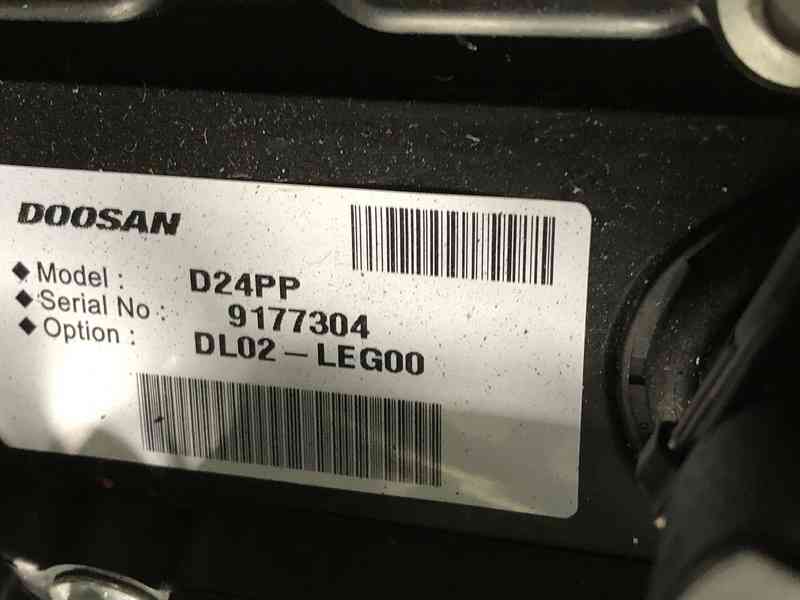 DOOSAN
◆ Model : D24PP
◆ Serial No : 9177304
◆ Option : DL02-LEG00